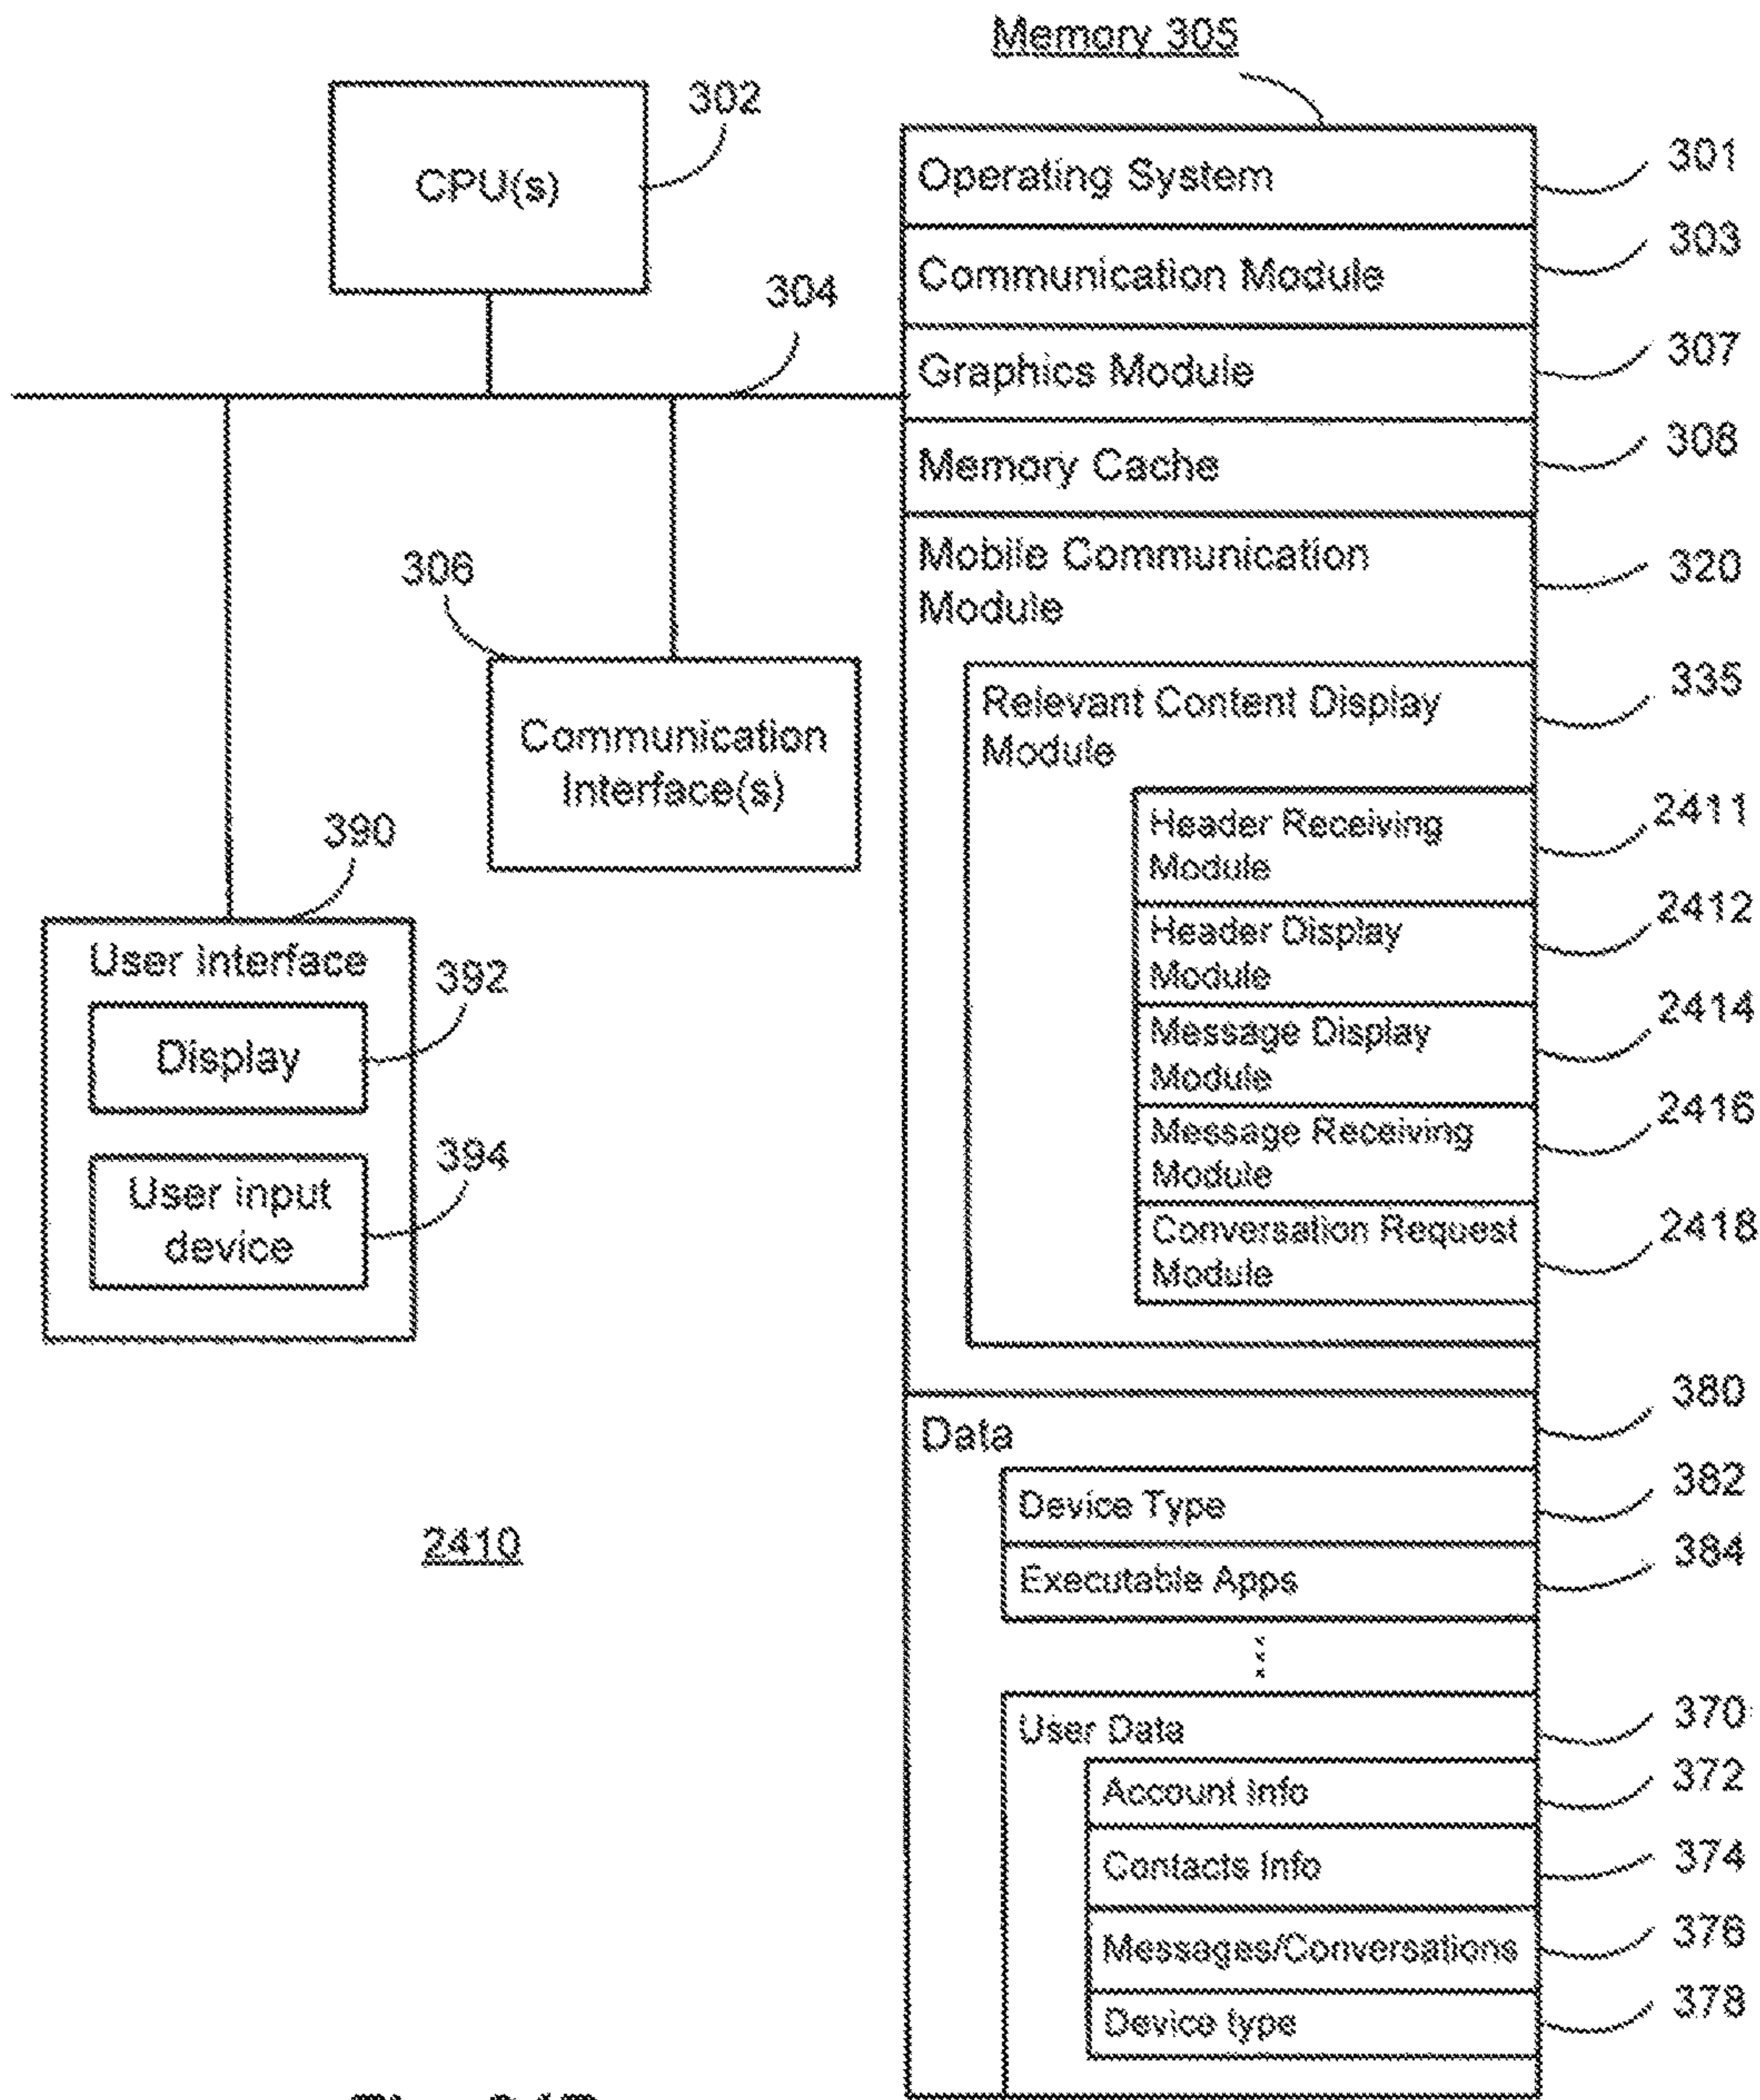 Memory 305
302
CPU(s)
Operating System
301
Communication Module
303
304
Graphics Module
307
Memory Cache
308
Mobile Communication
Module
320
306
Communication
Interface(s)
Relevant Content Display
Module
335
Header Receiving
Module
2411
Header Display
Module
2412
Message Display
Module
2414
Message Receiving
Module
2416
Conversation Request
Module
2418
390
User Interface
392
Display
394
User input
device
Data
380
Device Type
382
Executable Apps
384
2410
User Data
370
Account Info
372
Contacts Info
374
Messages/Conversations
376
Device type
378